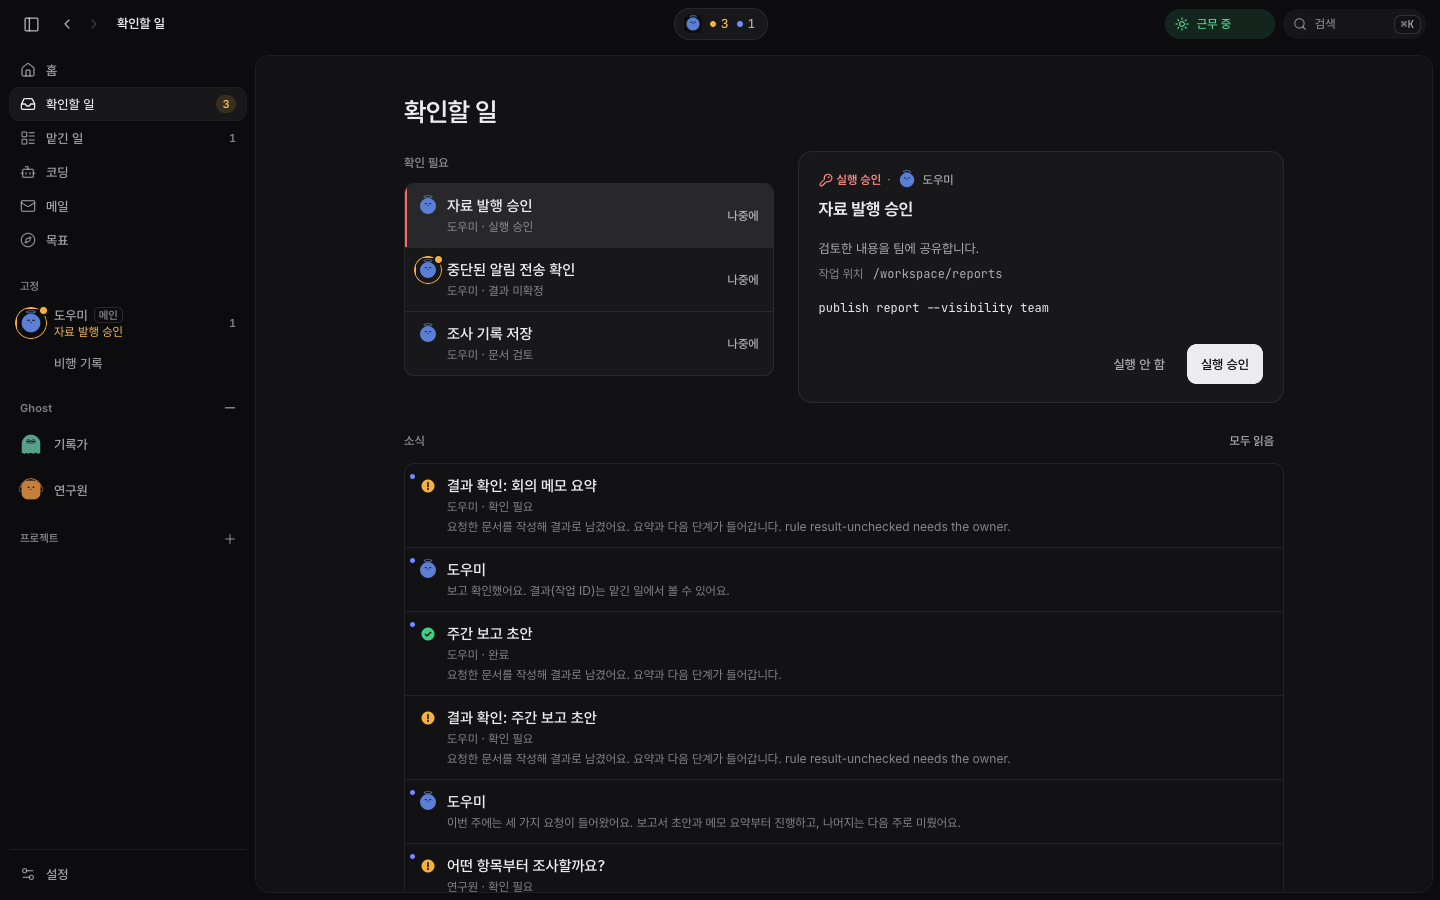 확인할 일
3
1
근무 중
검색
⌘K
홈
확인할 일
3
맡긴 일
1
코딩
메일
목표
고정
도우미
메인
자료 발행 승인
1
비행 기록
Ghost
기록가
연구원
프로젝트
설정
확인할 일
확인 필요
자료 발행 승인
도우미 · 실행 승인
나중에
중단된 알림 전송 확인
도우미 · 결과 미확정
나중에
조사 기록 저장
도우미 · 문서 검토
나중에
실행 승인 · 도우미
자료 발행 승인
검토한 내용을 팀에 공유합니다.
작업 위치 /workspace/reports
publish report --visibility team
실행 안 함
실행 승인
소식
모두 읽음
결과 확인: 회의 메모 요약
도우미 · 확인 필요
요청한 문서를 작성해 결과로 남겼어요. 요약과 다음 단계가 들어갑니다. rule result-unchecked needs the owner.
도우미
보고 확인했어요. 결과(작업 ID)는 맡긴 일에서 볼 수 있어요.
주간 보고 초안
도우미 · 완료
요청한 문서를 작성해 결과로 남겼어요. 요약과 다음 단계가 들어갑니다.
결과 확인: 주간 보고 초안
도우미 · 확인 필요
요청한 문서를 작성해 결과로 남겼어요. 요약과 다음 단계가 들어갑니다. rule result-unchecked needs the owner.
도우미
이번 주에는 세 가지 요청이 들어왔어요. 보고서 초안과 메모 요약부터 진행하고, 나머지는 다음 주로 미뤘어요.
어떤 항목부터 조사할까요?
연구원 · 확인 필요